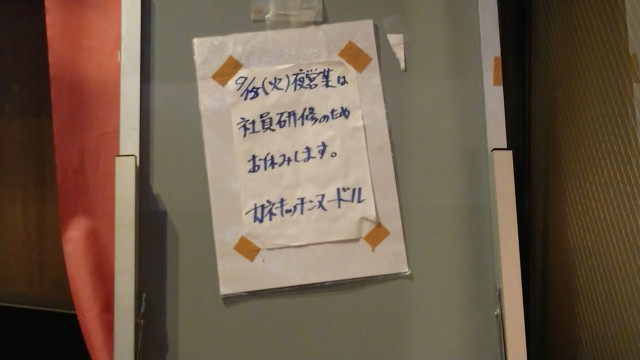 9/18(火)夜営業は
社員研修のため
お休みします。
カネキッチンヌードル